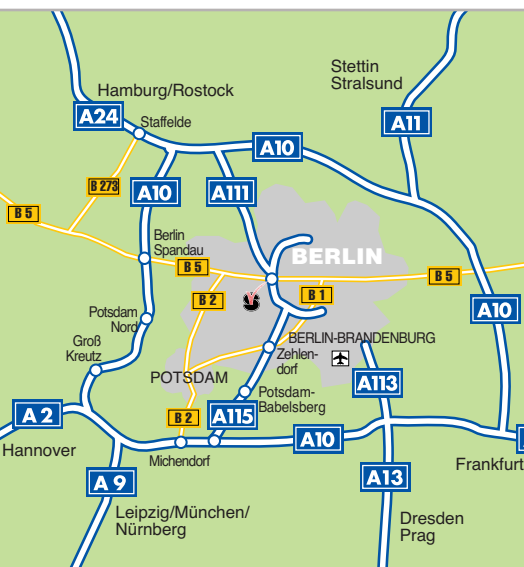 Stettin
Stralsund
Hamburg/Rostock
A24
Staffelde
A11
A10
B 273
A10
A111
B 5
Berlin
Spandau
BERLIN
B 5
B 5
B 2
B 1
A10
Potsdam
Nord
Groß
Kreutz
BERLIN-BRANDENBURG
Zehlen-
dorf
POTSDAM
A113
Potsdam-
Babelsberg
A 2
B 2
A115
A10
Hannover
Michendorf
Frankfurt
A 9
A13
Leipzig/München/
Nürnberg
Dresden
Prag